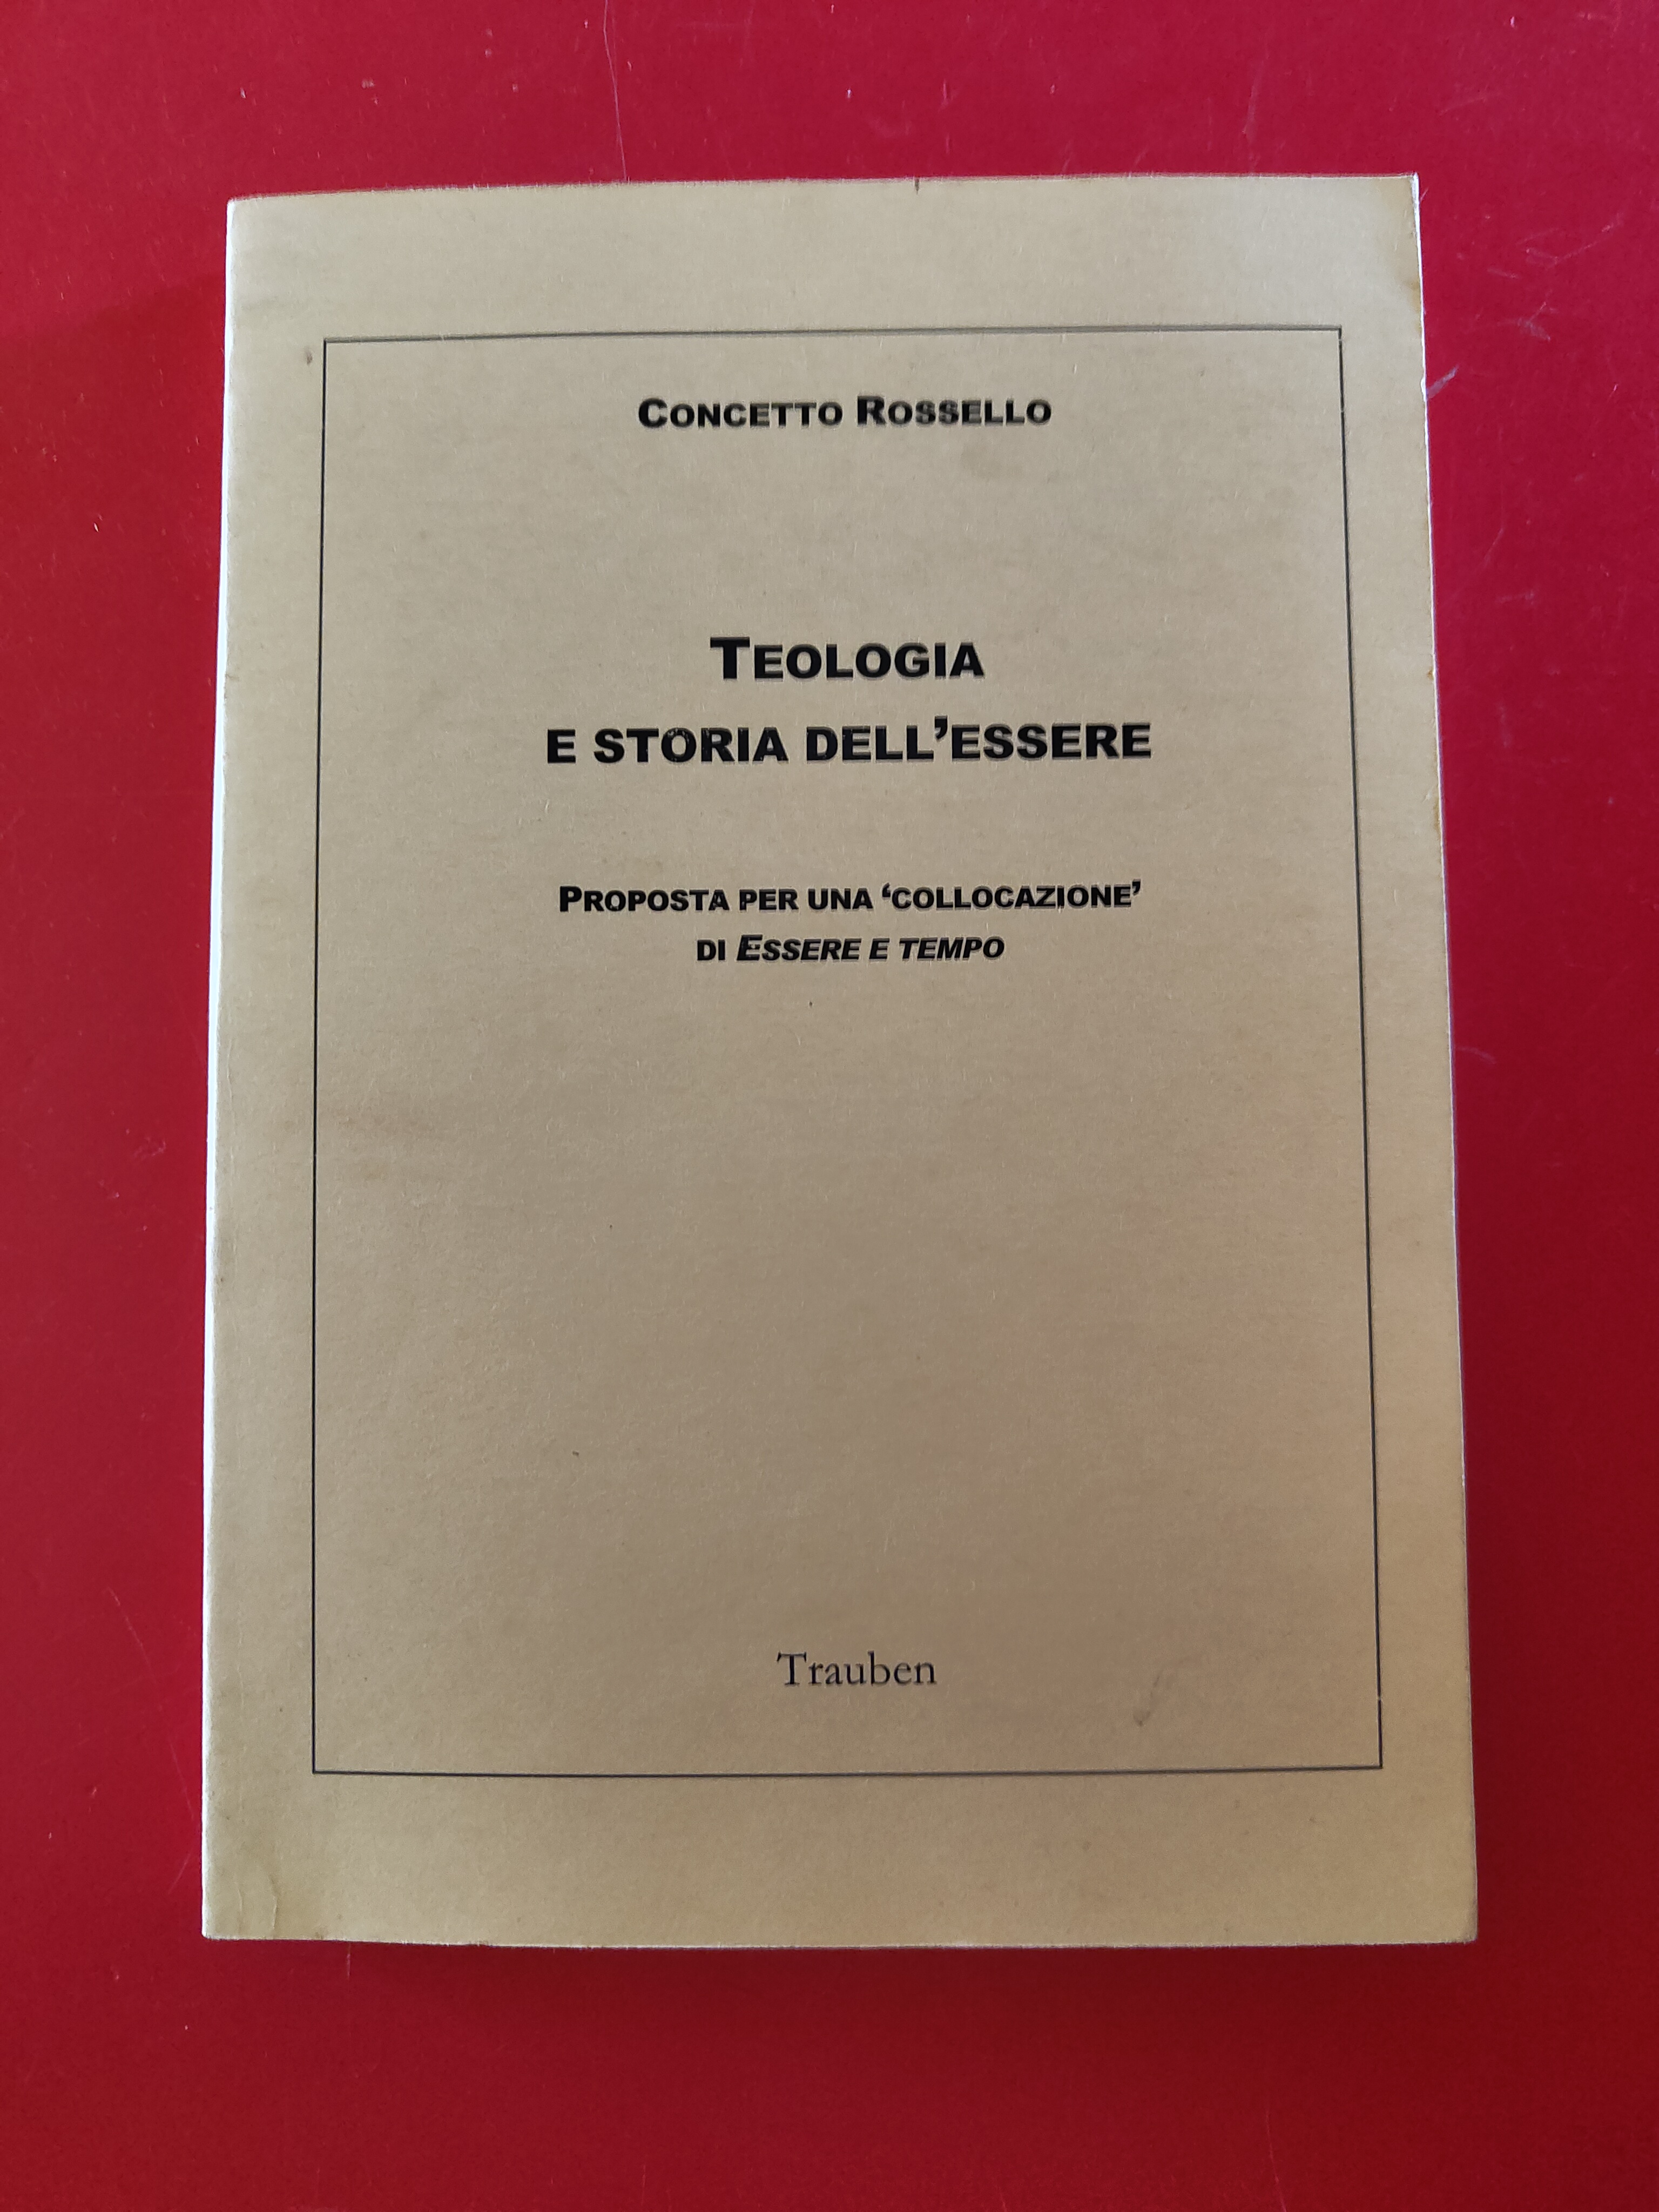 CONCETTO ROSSELLO
TEOLOGIA
E STORIA DELL’ESSERE
PROPOSTA PER UNA ‘COLLOCAZIONE’
DI ESSERE E TEMPO
Trauben